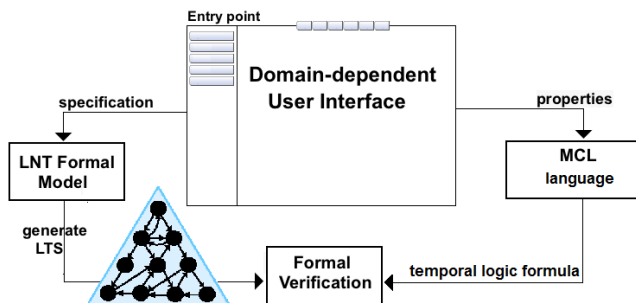 Entry point
Domain-dependent
User Interface
specification
properties
LNT Formal
Model
MCL
language
generate
LTS
Formal
Verification
temporal logic formula